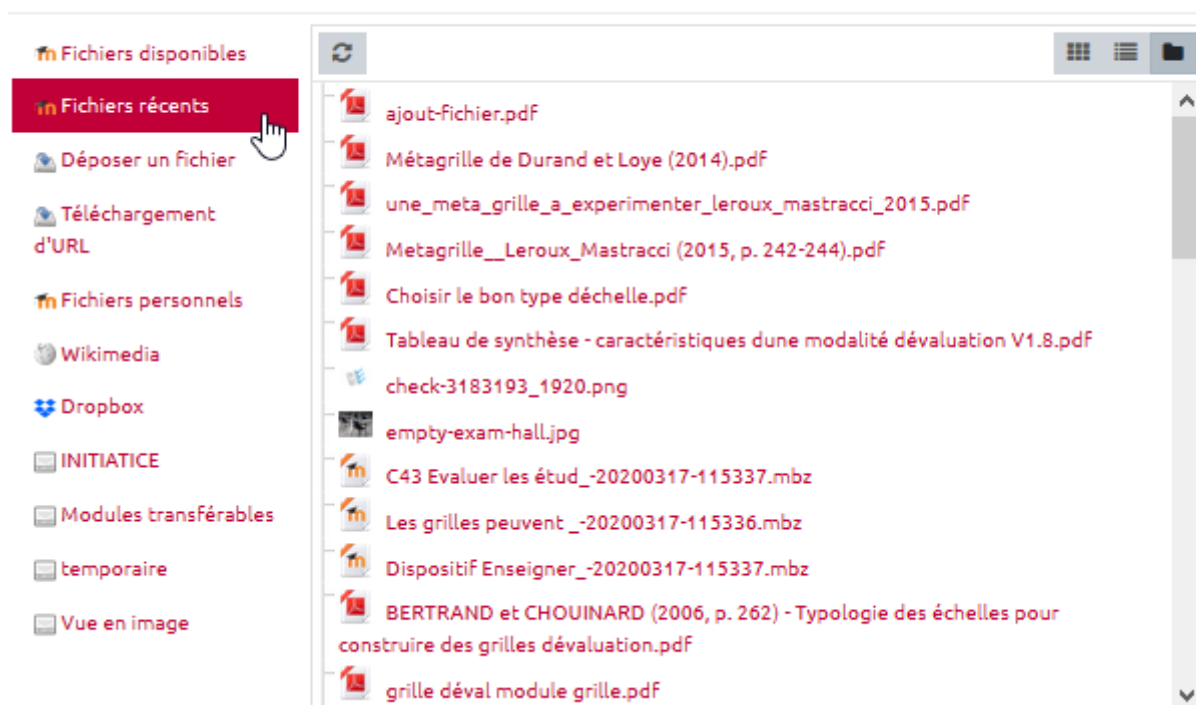 Fichiers disponibles
Fichiers récents
Déposer un fichier
Téléchargement
d'URL
Fichiers personnels
Wikimedia
Dropbox
INITIATICE
Modules transférables
temporaire
Vue en image
ajout-fichier.pdf
Métagrille de Durand et Loye (2014).pdf
une_meta_grille_a_experimenter_leroux_mastracci_2015.pdf
Metagrille__Leroux_Mastracci (2015, p. 242-244).pdf
Choisir le bon type déchelle.pdf
Tableau de synthèse - caractéristiques dune modalité dévaluation V1.8.pdf
check-3183193_1920.png
empty-exam-hall.jpg
C43 Evaluer les étud_-20200317-115337.mbz
Les grilles peuvent _-20200317-115336.mbz
Dispositif Enseigner_-20200317-115337.mbz
BERTRAND et CHOUINARD (2006, p. 262) - Typologie des échelles pour
construire des grilles dévaluation.pdf
grille déval module grille.pdf